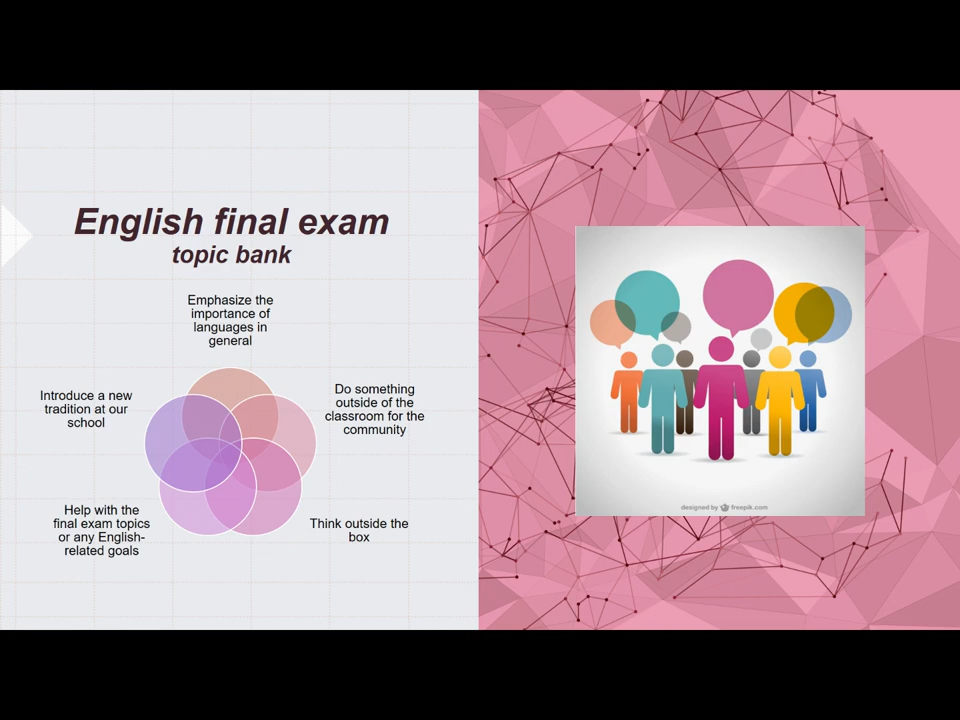 English final exam
topic bank
Emphasize the
importance of
languages in
general
Do something
outside of the
classroom for the
community
Think outside the
box
Help with the
final exam topics
or any English-
related goals
Introduce a new
tradition at our
school
designed by freepik.com